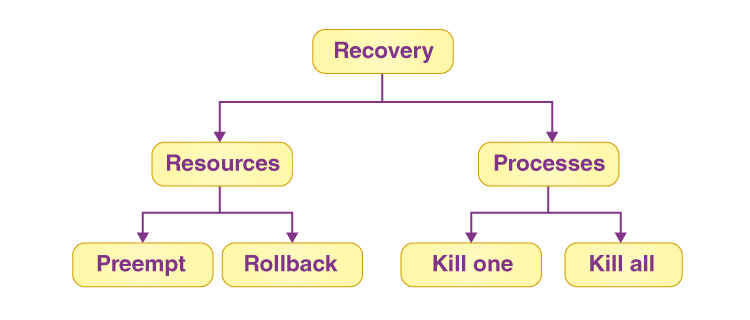 Recovery
Resources
Processes
Preempt
Rollback
Kill one
Kill all